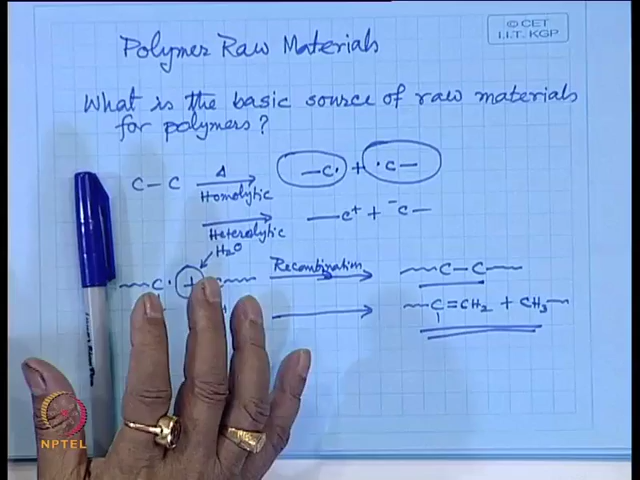 © CET
I.I.T. KGP
Polymer Raw Materials
What is the basic source of raw materials
for polymers?
C – C Δ → Homolytic —C· + ·C —
→ Heterolytic —C⁺ + ⁻C —
H₂O
C · + Recombination → C – C
→ C = CH₂ + CH₃
NPTEL